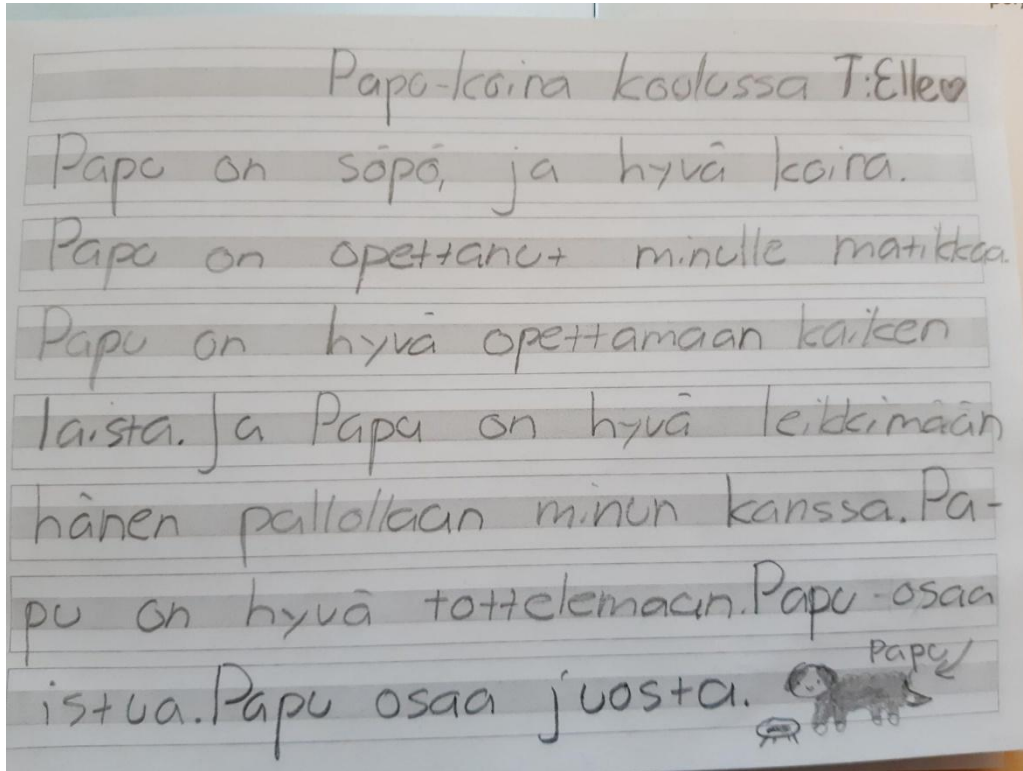 Papu-koira koulussa T:Elle♥
Papu on söpö, ja hyvä koira.
Papu on opettanut minulle matikkaa.
Papu on hyvä opettamaan kaiken
laista. Ja Papu on hyvä leikkimään
hänen pallollaan minun kanssa. Pa-
pu on hyvä tottelemaan. Papu osaa
istua. Papu osaa juosta.
Papu